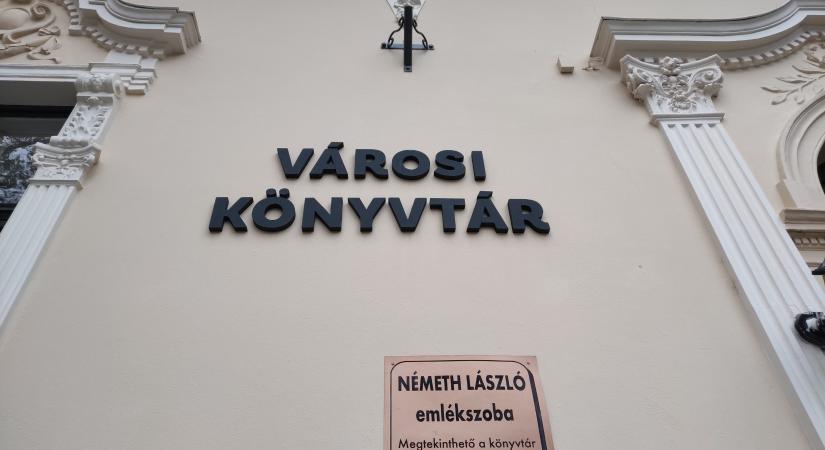 VÁROSI
KÖNYVTÁR
NÉMETH LÁSZLÓ
emlékszoba
Megtekinthető a könyvtár